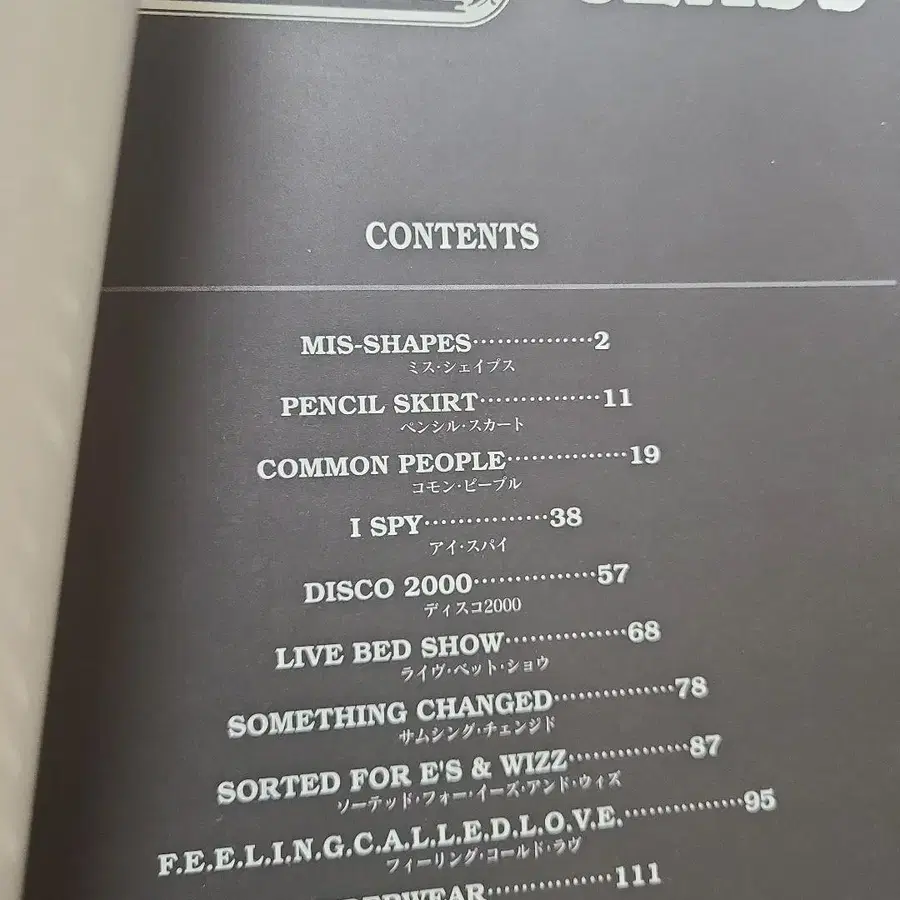 CONTENTS
MIS-SHAPES……………2
ミス・シェイプス
PENCIL SKIRT……………11
ペンシル・スカート
COMMON PEOPLE……………19
コモン・ピープル
I SPY……………38
アイ・スパイ
DISCO 2000……………57
ディスコ2000
LIVE BED SHOW……………68
ライヴ・ベット・ショウ
SOMETHING CHANGED……………78
サムシング・チェンジド
SORTED FOR E'S & WIZZ……………87
ソーテッド・フォー・イーズ・アンド・ウィズ
F.E.E.L.I.N.G.C.A.L.L.E.D.L.O.V.E.……………95
フィーリング・コールド・ラヴ
……………111